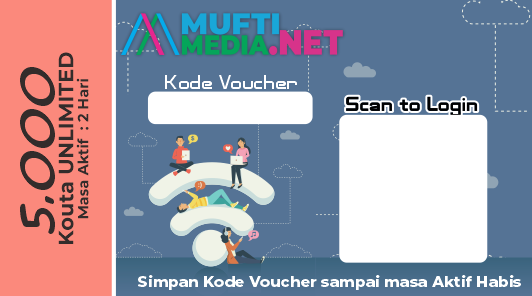 5,000
Kouta UNLIMITED
Masa Aktif : 2 Hari
MUFTI
MEDIA.NET
Kode Voucher
Scan to Login
Simpan Kode Voucher sampai masa Aktif Habis